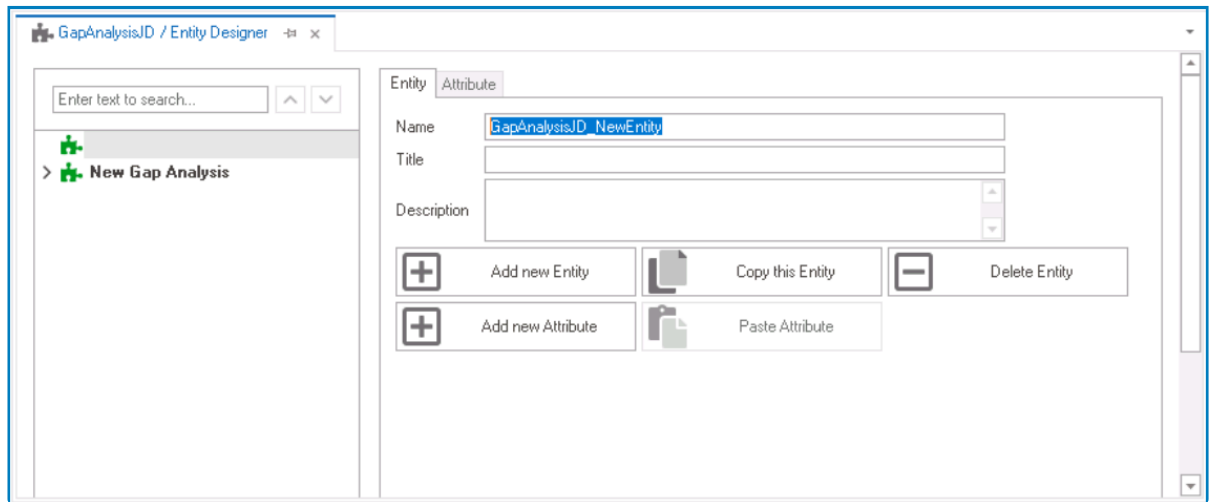 GapAnalysisJD / Entity Designer
Enter text to search...
New Gap Analysis
Entity Attribute
Name GapAnalysisJD_NewEntity
Title
Description
Add new Entity Copy this Entity Delete Entity
Add new Attribute Paste Attribute